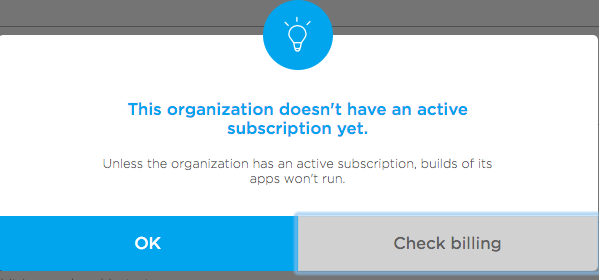 This organization doesn't have an active
subscription yet.
Unless the organization has an active subscription, builds of its
apps won't run.
OK
Check billing